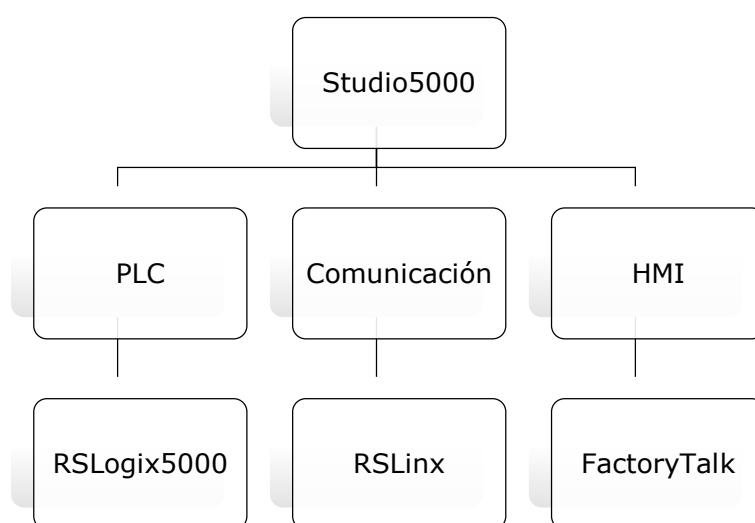 Studio5000
PLC
Comunicación
HMI
RSLogix5000
RSLinx
FactoryTalk